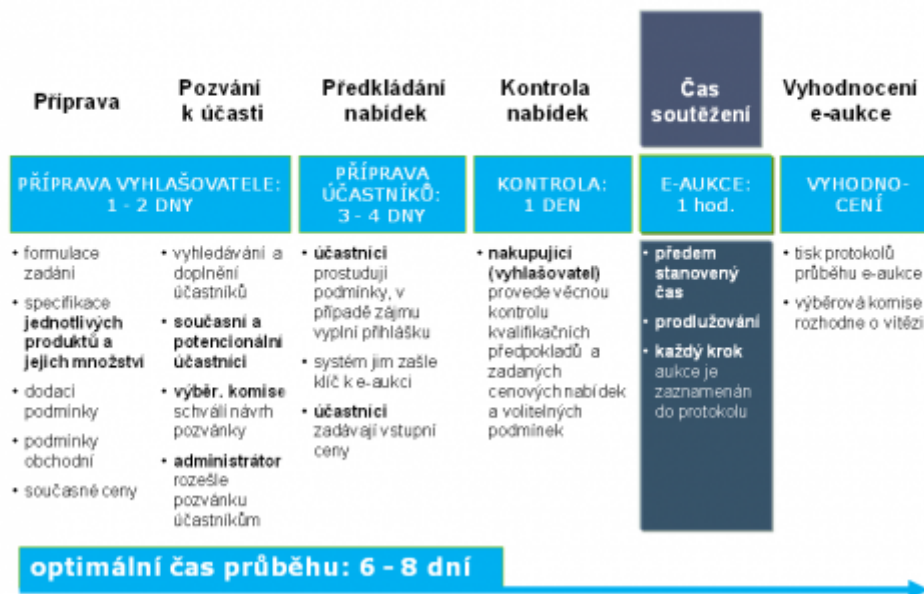 Příprava
Pozvání
k účasti
Předkládání
nabídek
Kontrola
nabídek
Čas
soutěžení
Vyhodnocení
e-aukce
PŘÍPRAVA VYHLAŠOVATELE:
1 - 2 DNY
PŘÍPRAVA
ÚČASTNÍKŮ:
3 - 4 DNY
KONTROLA:
1 DEN
E-AUKCE:
1 hod.
VYHODNO-
CENÍ
• formulace
zadání
• specifikace
jednotlivých
produktů a
jejich množství
• dodací
podmínky
• podmínky
obchodní
• současné ceny
• vyhledávání a
doplnění
účastníků
• současní a
potencionální
účastníci
• výběr. komise
schválí návrh
pozvánky
• administrátor
rozešle
pozvánku
účastníkům
• účastníci
prostudují
podmínky, v
případě zájmu
vyplní přihlášku
• systém jim zašle
klíč k e-aukci
• účastníci
zadávají vstupní
ceny
• nakupující
(vyhlašovatel)
provede věcnou
kontrolu
kvalifikačních
předpokladů a
zadaných
cenových nabídek
a volitelných
podmínek
• předem
stanovený
čas
• prodlužování
• každý krok
aukce je
zaznamenán
do protokolu
• tisk protokolů
průběhu e-aukce
• výběrová komise
rozhodne o vítězi
optimální čas průběhu: 6 - 8 dní